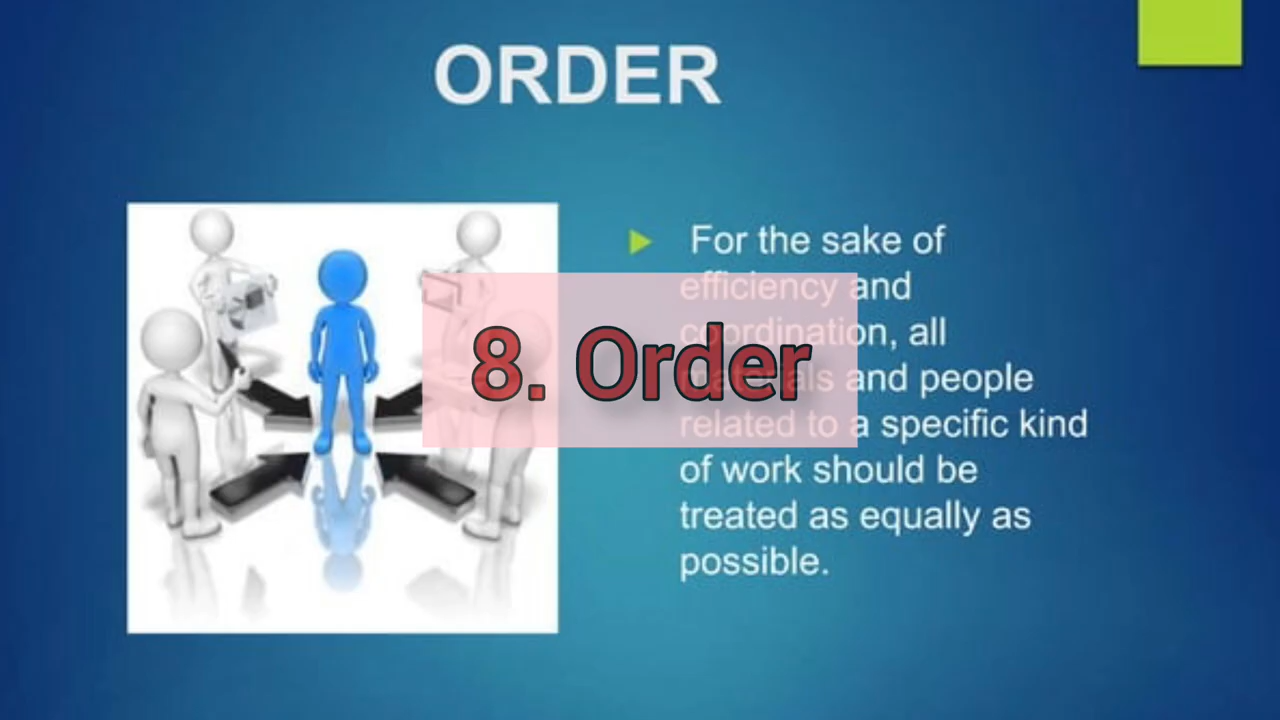 ORDER
For the sake of
efficiency and
coordination, all
materials and people
related to a specific kind
of work should be
treated as equally as
possible.
8. Order